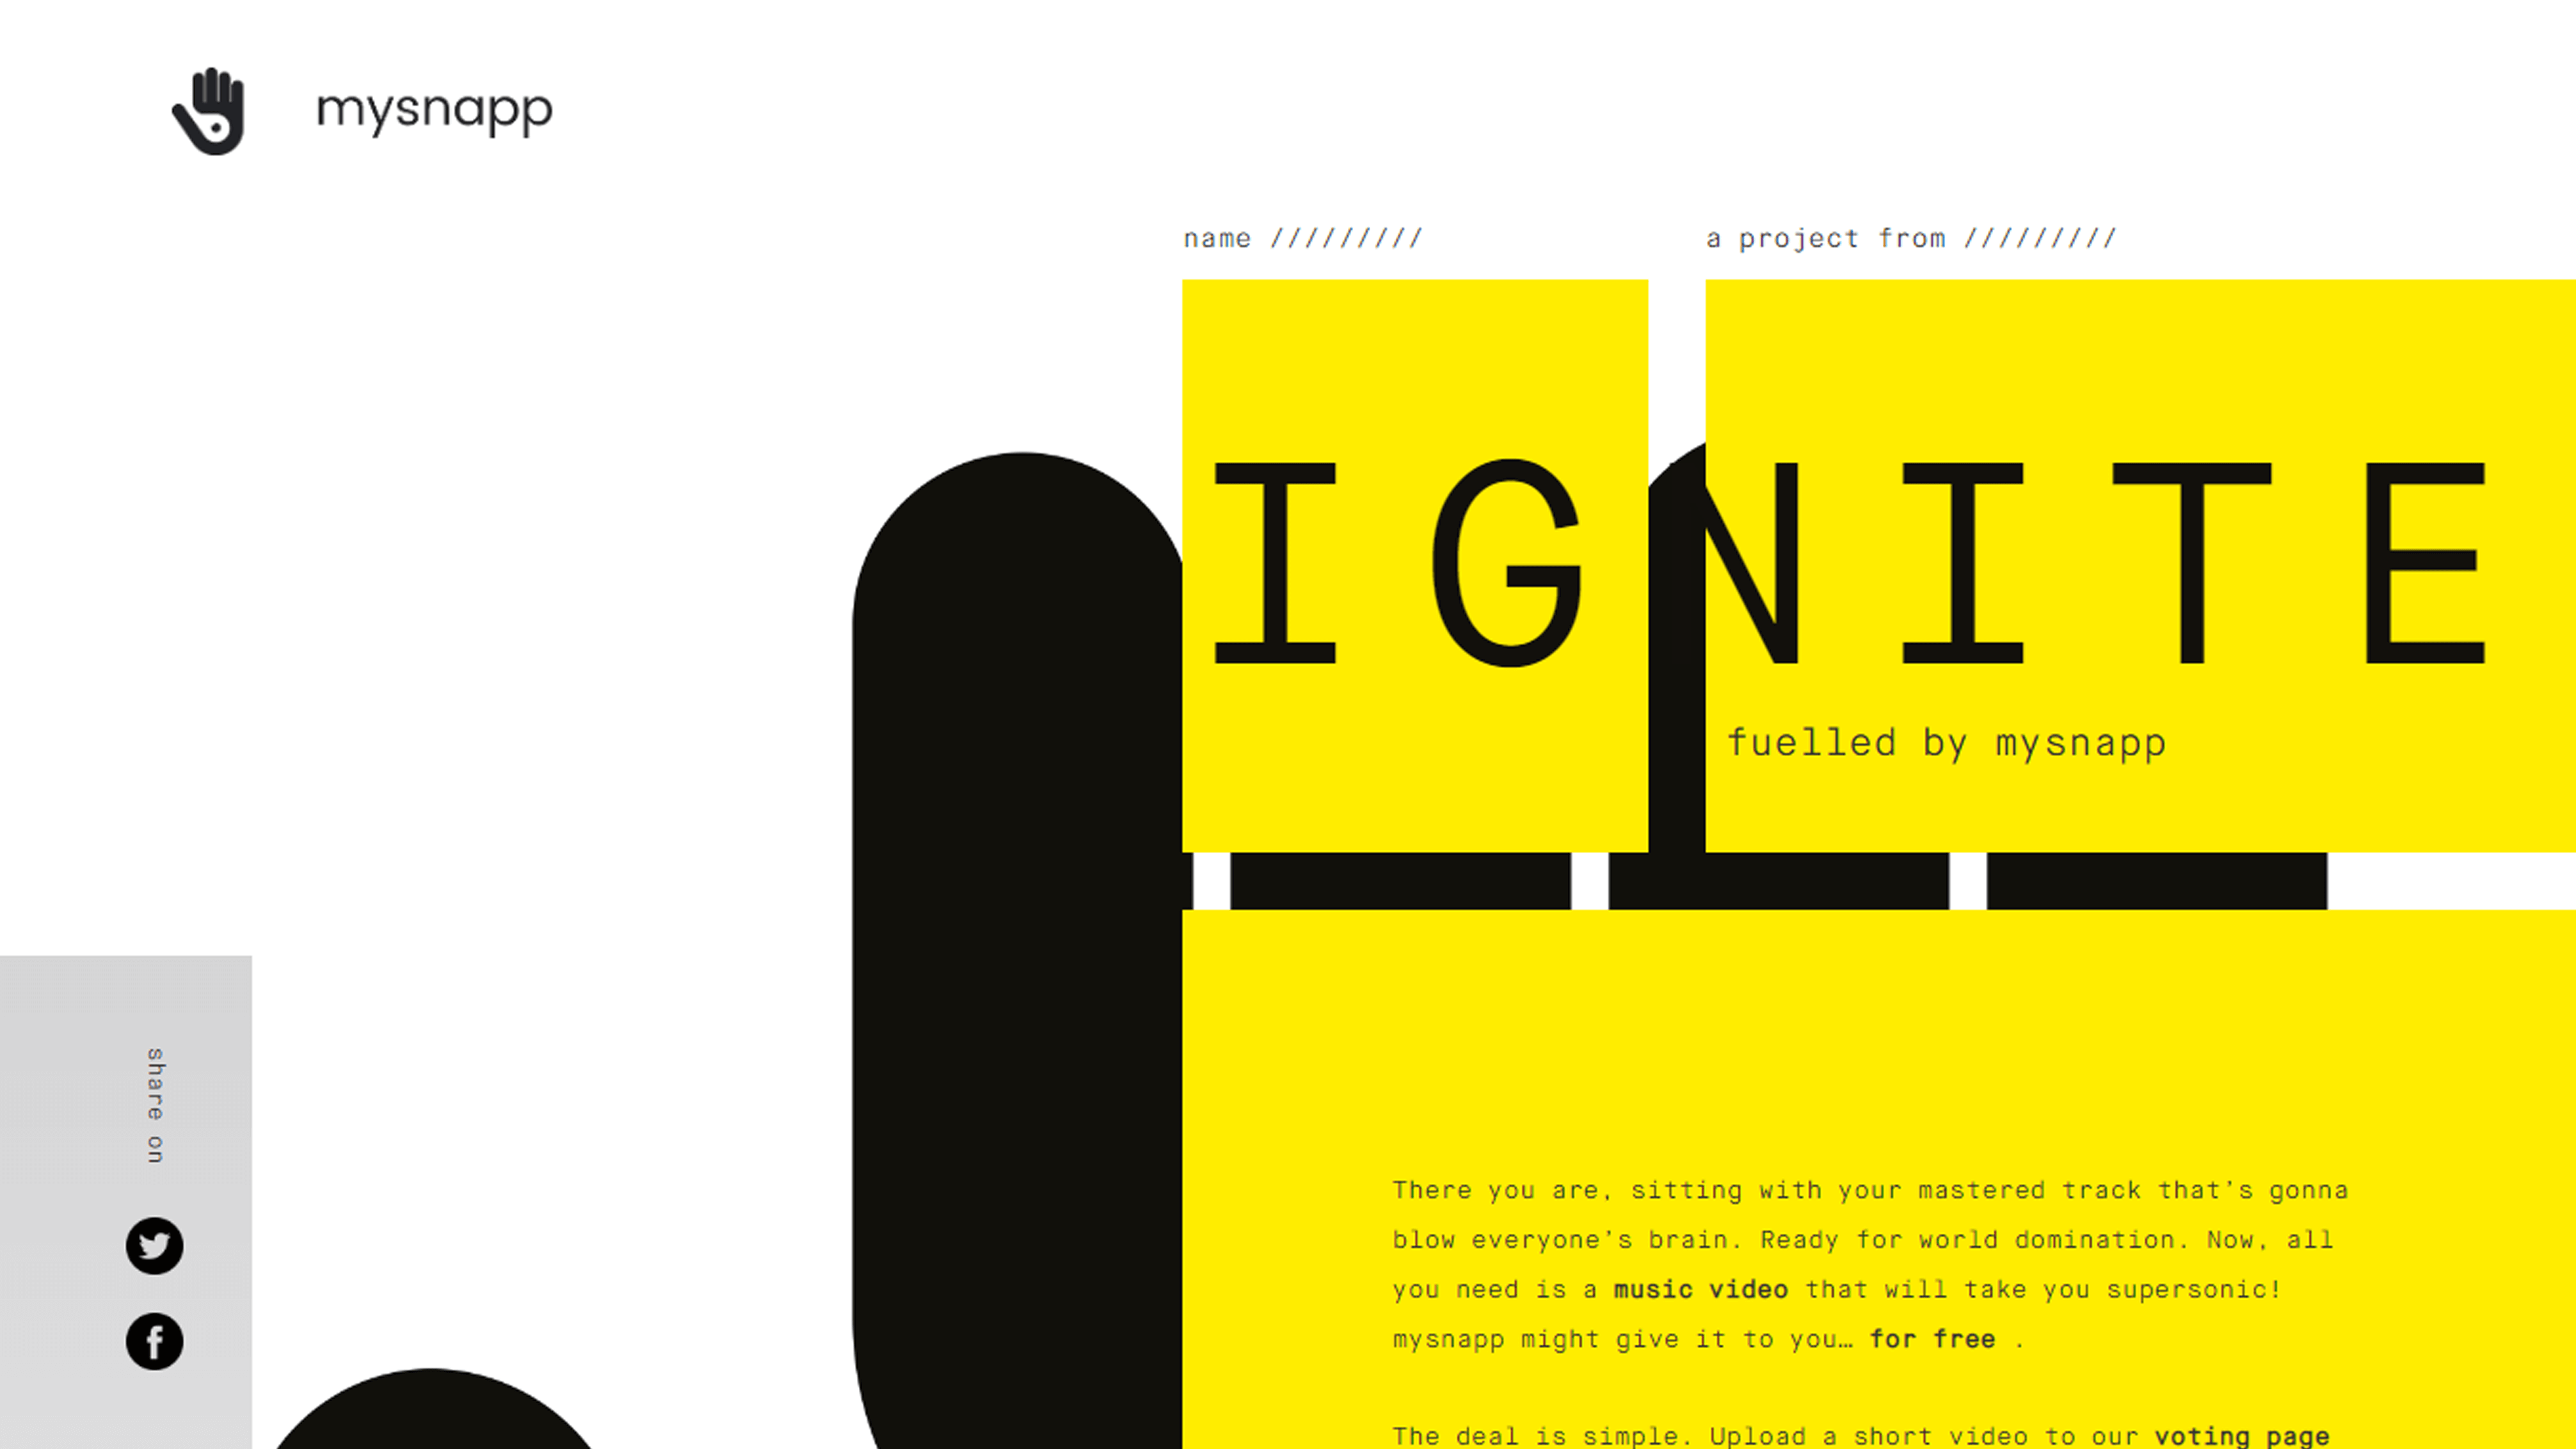 mysnapp
name /////////
a project from /////////
IGNITE
fuelled by mysnapp
share on
There you are, sitting with your mastered track that’s gonna
blow everyone’s brain. Ready for world domination. Now, all
you need is a music video that will take you supersonic!
mysnapp might give it to you… for free .
The deal is simple. Upload a short video to our voting page